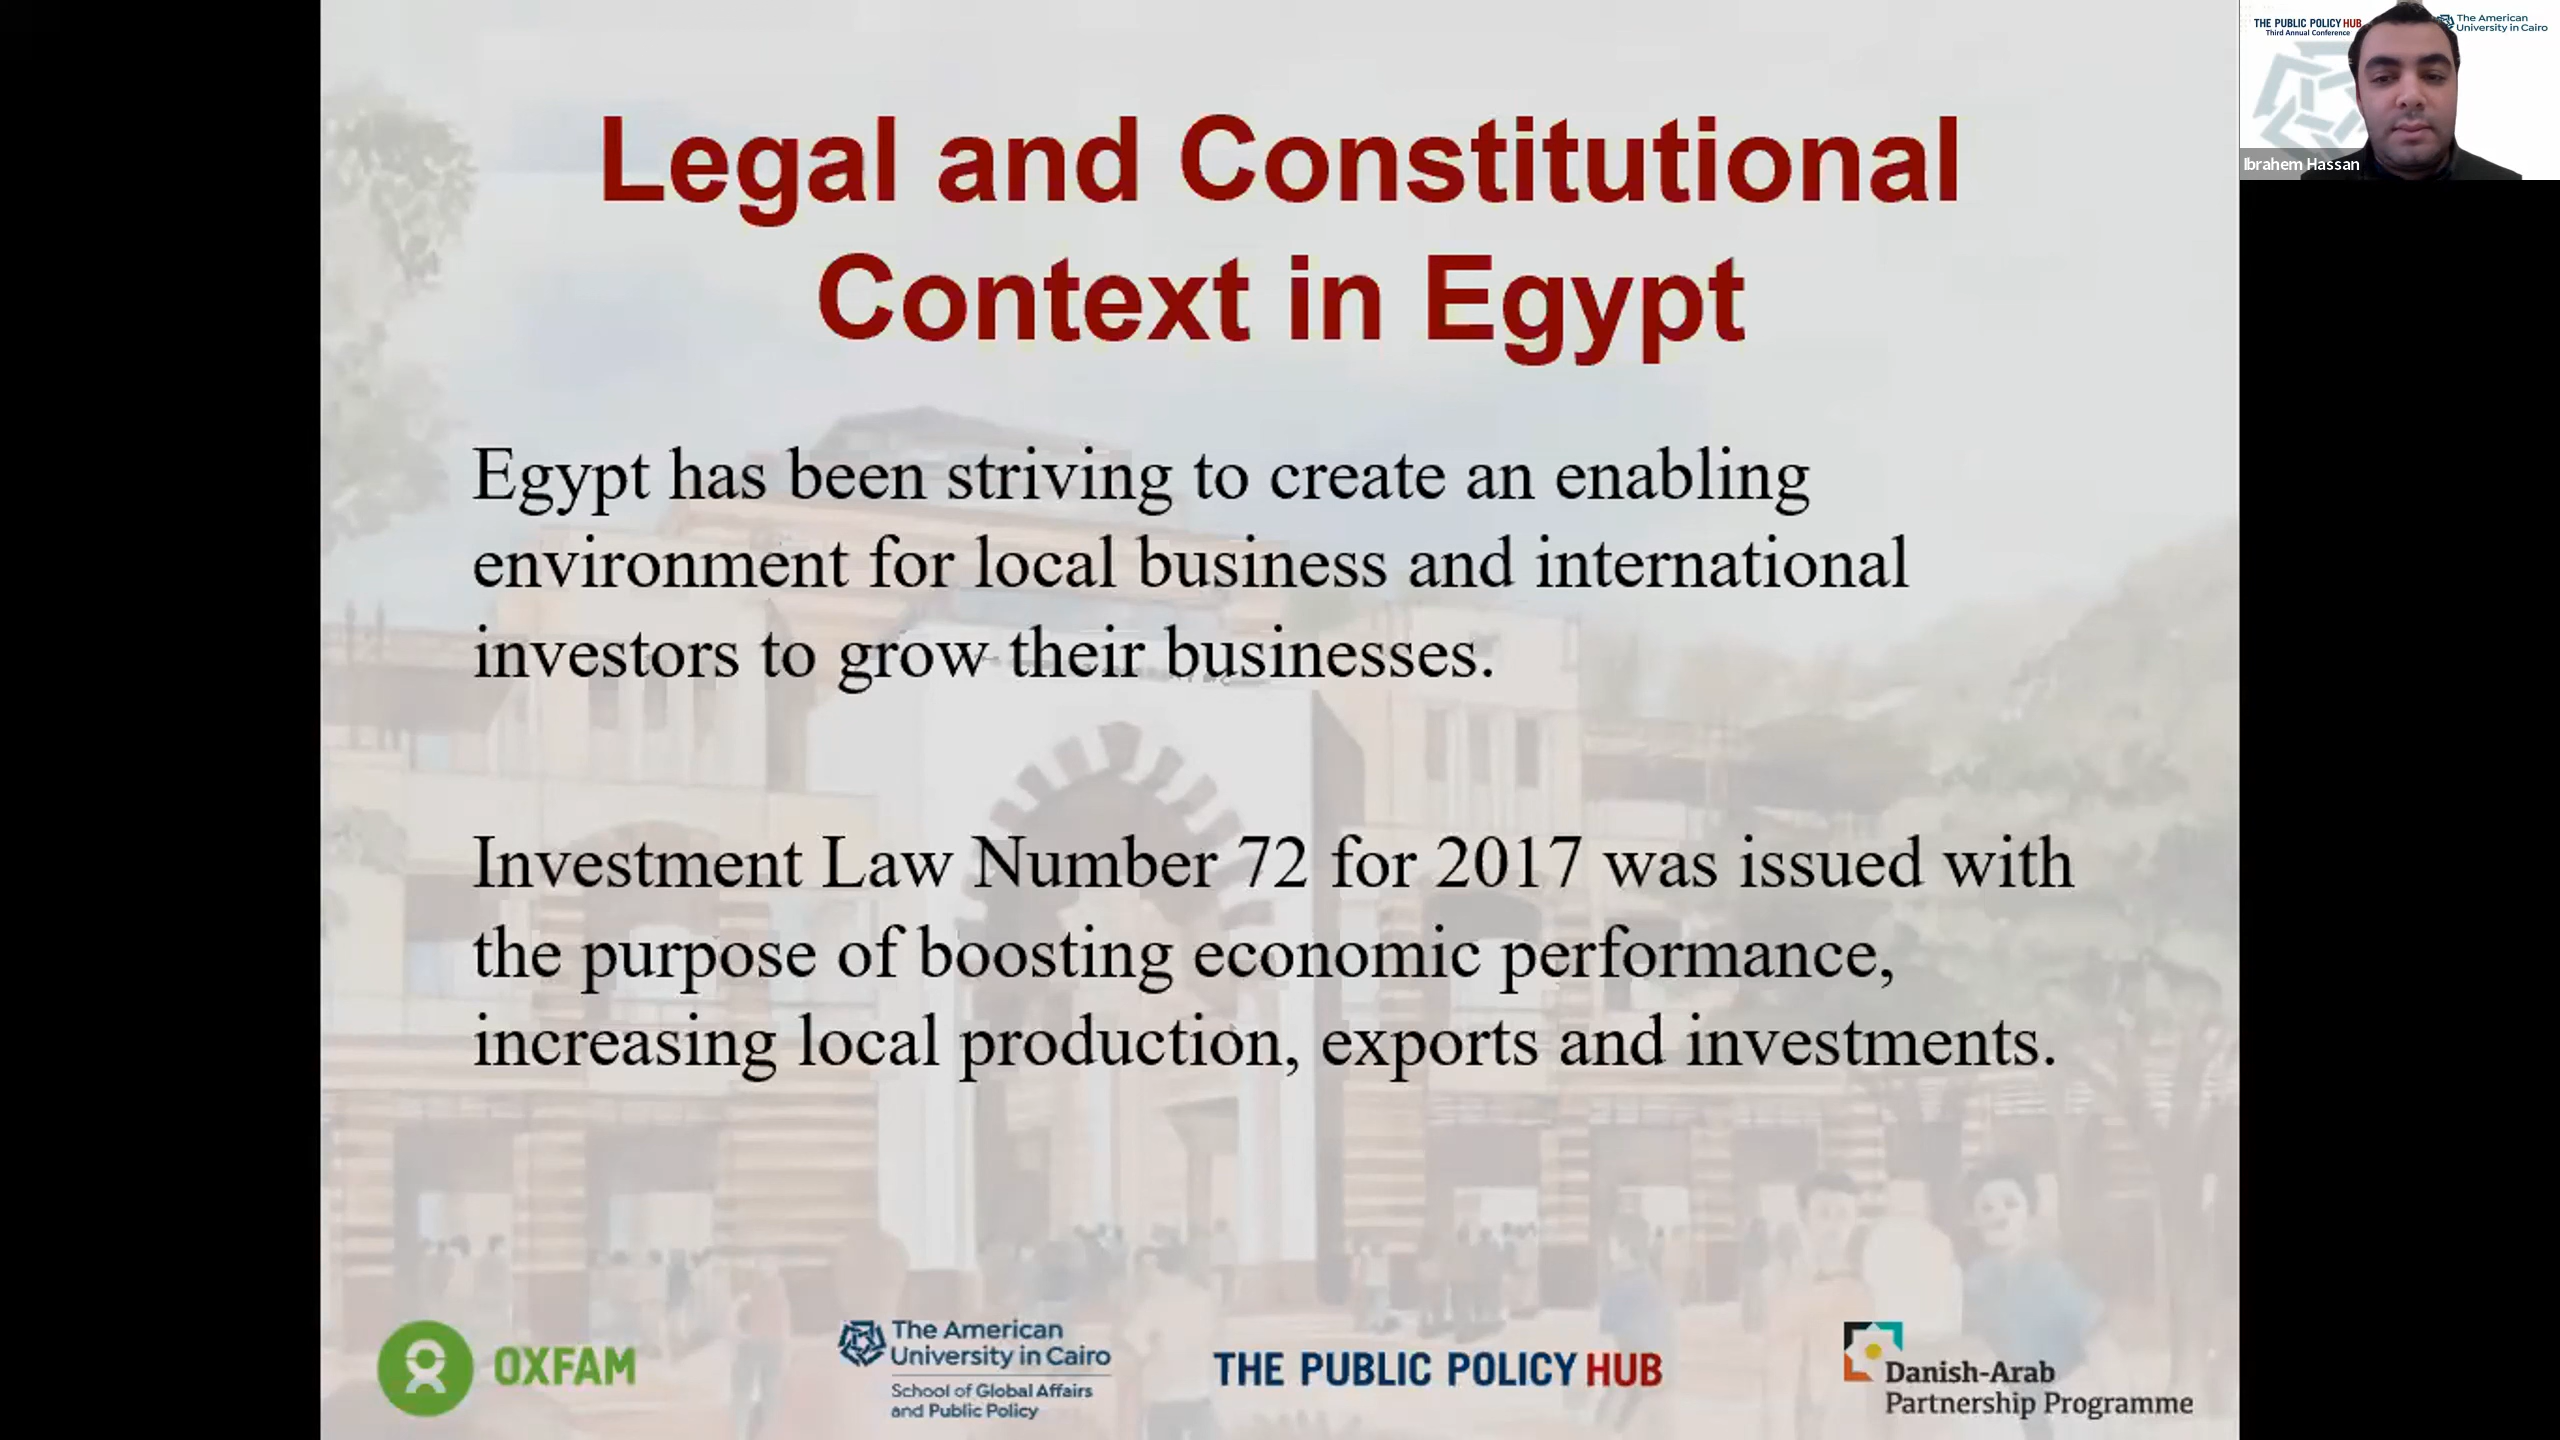 THE PUBLIC POLICY HUB
Third Annual Conference
The American
University in Cairo
Ibrahem Hassan
Legal and Constitutional
Context in Egypt
Egypt has been striving to create an enabling
environment for local business and international
investors to grow their businesses.
Investment Law Number 72 for 2017 was issued with
the purpose of boosting economic performance,
increasing local production, exports and investments.
OXFAM
The American
University in Cairo
School of Global Affairs
and Public Policy
THE PUBLIC POLICY HUB
Danish-Arab
Partnership Programme